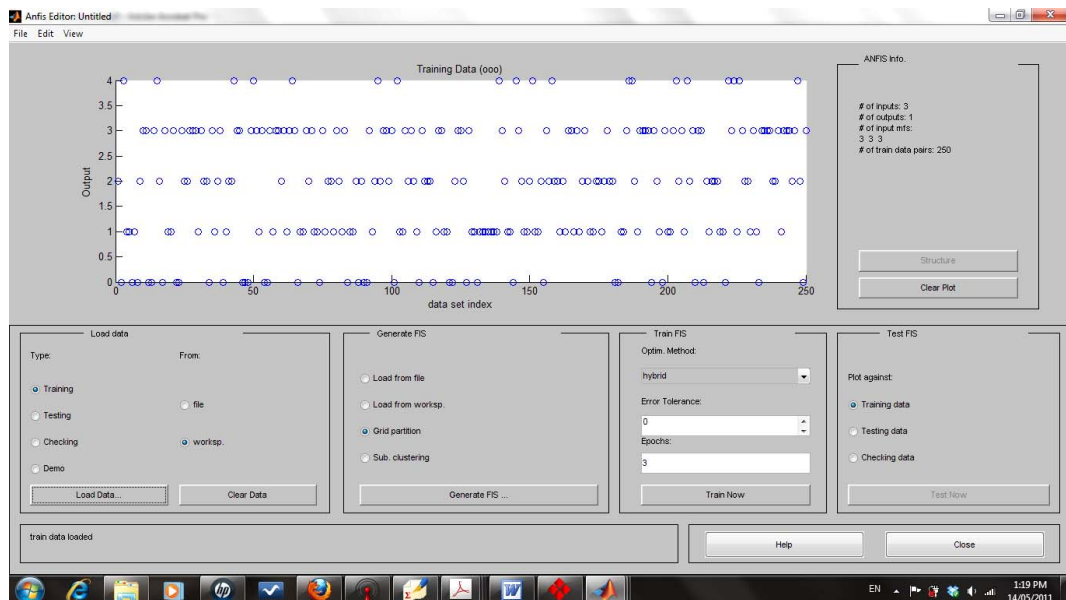 Anfis Editor: Untitled
File Edit View
Training Data (ooo)
4
3.5
3
2.5
2
1.5
1
0.5
0
Output
0 50 100 150 200 250
data set index
ANFIS Info.
# of inputs: 3
# of outputs: 1
# of input mfs:
3 3 3
# of train data pairs: 250
Structure
Clear Plot
Load data
Type:
From:
Training
Testing
Checking
Demo
file
worksp.
Load Data...
Clear Data
Generate FIS
Load from file
Load from worksp.
Grid partition
Sub. clustering
Generate FIS ...
Train FIS
Optim. Method:
hybrid
Error Tolerance:
0
Epochs:
3
Train Now
Test FIS
Plot against:
Training data
Testing data
Checking data
Test Now
train data loaded
Help
Close
hp
W
EN
1:19 PM
14/05/2011